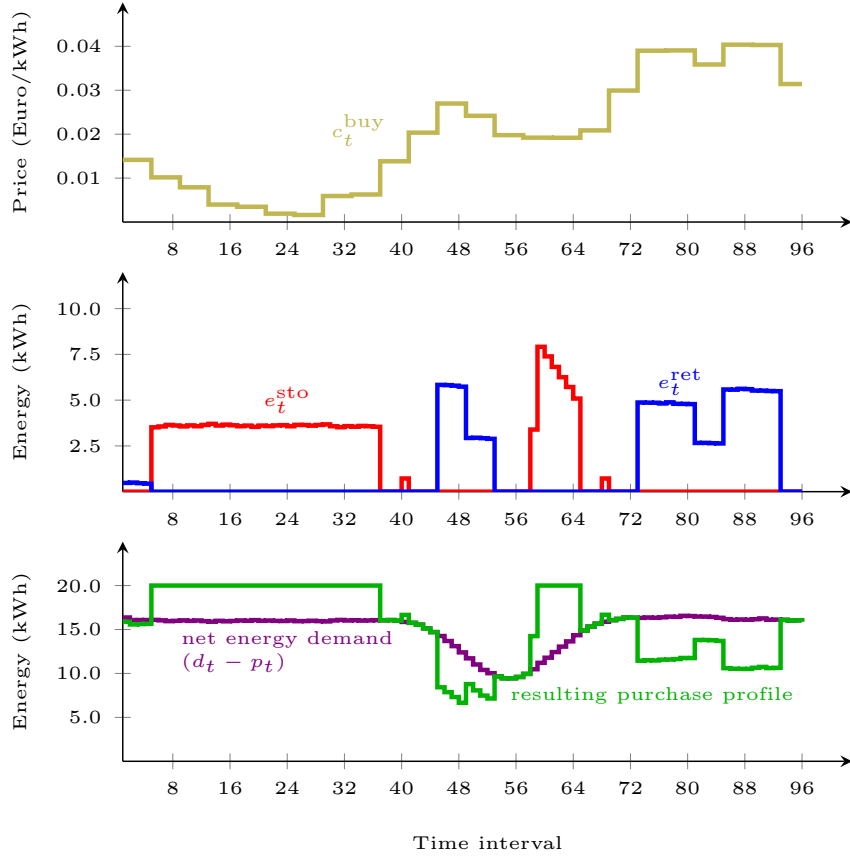 Price (Euro/kWh)
0.04
0.03
0.02
0.01
c_t^buy
8 16 24 32 40 48 56 64 72 80 88 96
Energy (kWh)
10.0
7.5
5.0
2.5
e_t^sto
e_t^ret
8 16 24 32 40 48 56 64 72 80 88 96
Energy (kWh)
20.0
15.0
10.0
5.0
net energy demand
(d_t − p_t)
resulting purchase profile
8 16 24 32 40 48 56 64 72 80 88 96
Time interval